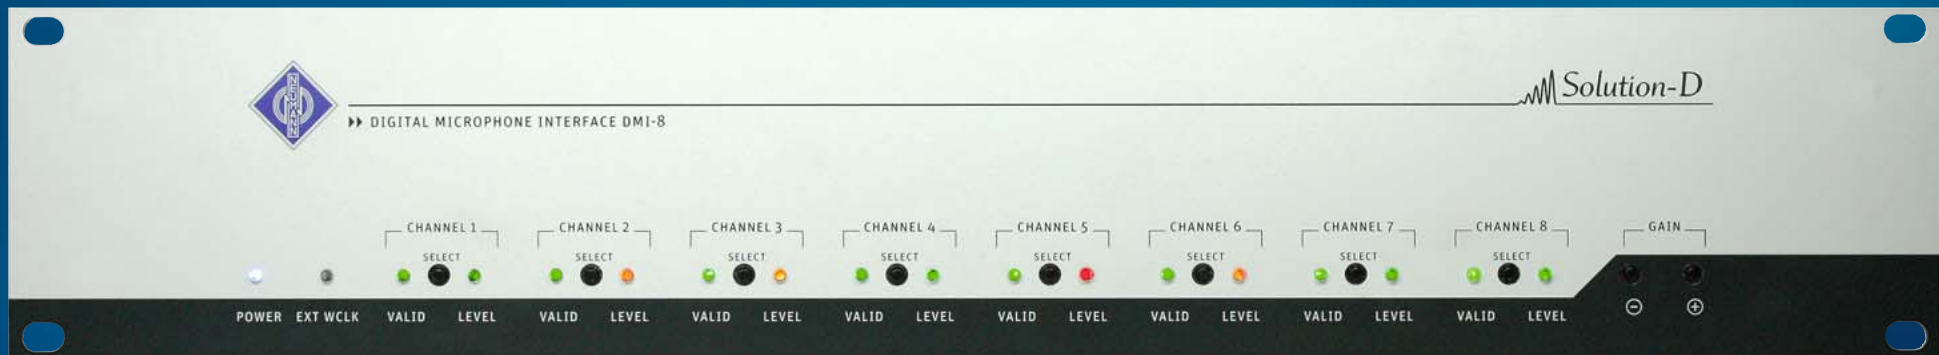 NEUMANN
Solution-D
DIGITAL MICROPHONE INTERFACE DMI-8
CHANNEL 1 CHANNEL 2 CHANNEL 3 CHANNEL 4 CHANNEL 5 CHANNEL 6 CHANNEL 7 CHANNEL 8 GAIN
SELECT SELECT SELECT SELECT SELECT SELECT SELECT SELECT
POWER EXT WCLK VALID LEVEL VALID LEVEL VALID LEVEL VALID LEVEL VALID LEVEL VALID LEVEL VALID LEVEL VALID LEVEL - +